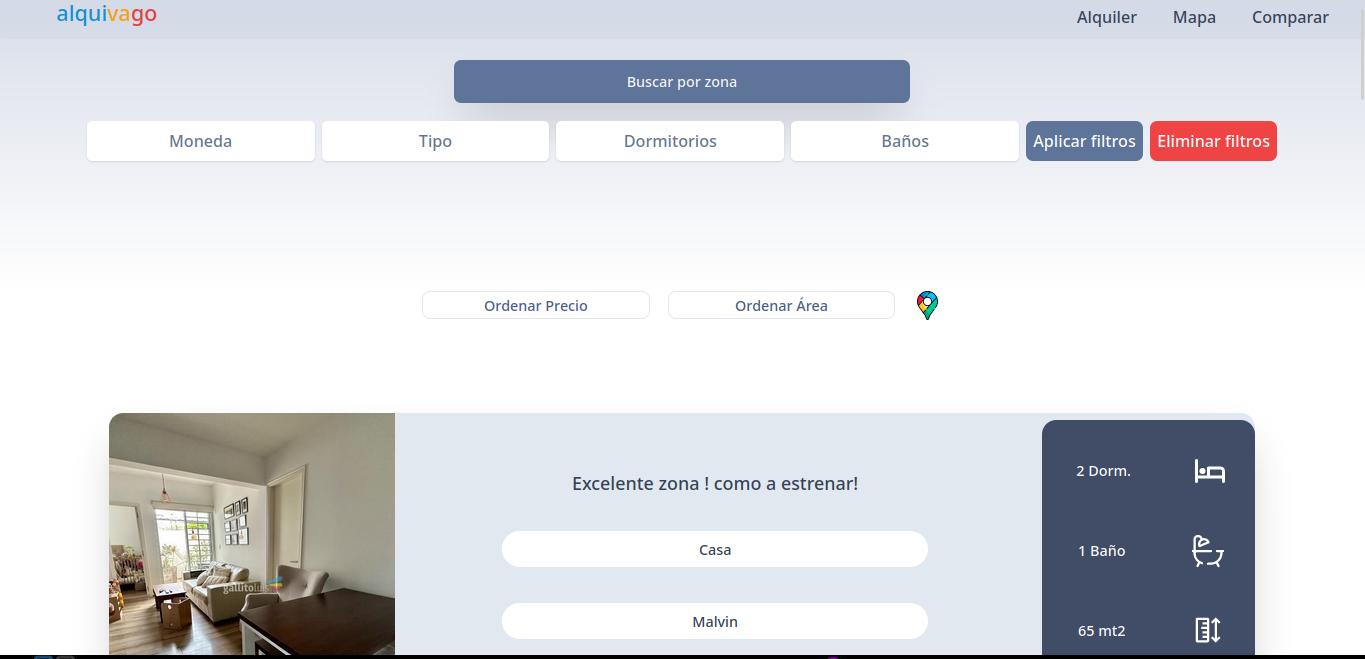 alquivago
Alquiler Mapa Comparar
Buscar por zona
Moneda Tipo Dormitorios Baños Aplicar filtros Eliminar filtros
Ordenar Precio Ordenar Área
Excelente zona ! como a estrenar!
Casa
Malvin
2 Dorm.
1 Baño
65 mt2
gallitoluis